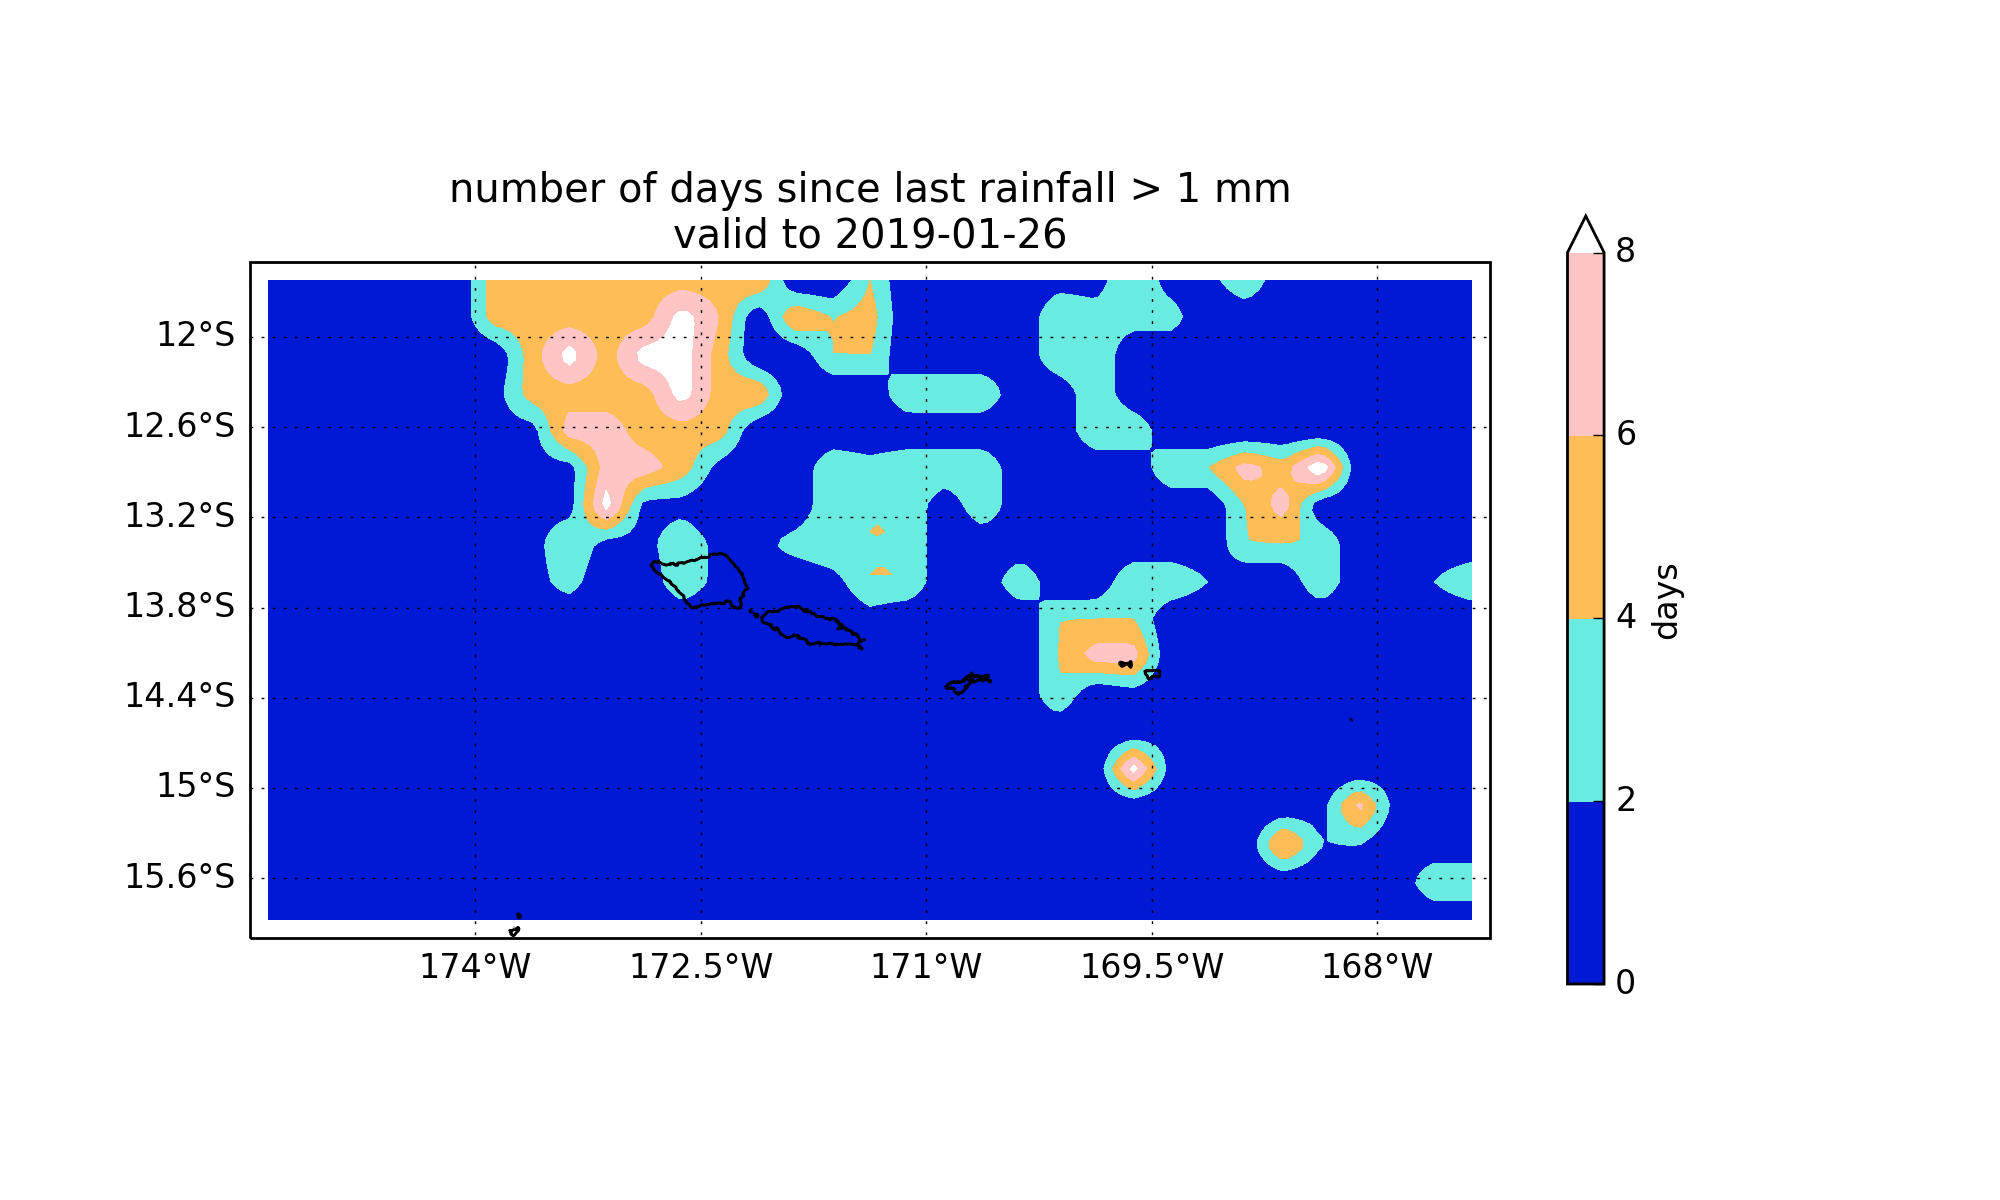 number of days since last rainfall > 1 mm
valid to 2019-01-26
12°S
12.6°S
13.2°S
13.8°S
14.4°S
15°S
15.6°S
174°W
172.5°W
171°W
169.5°W
168°W
8
6
4
2
0
days